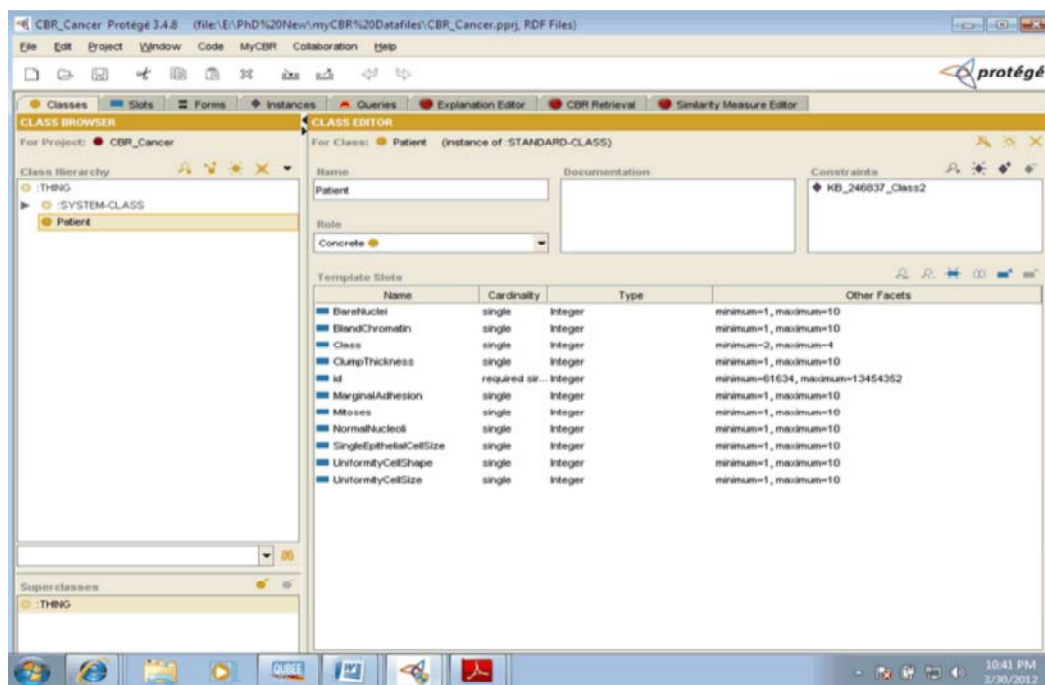 CBR_Cancer Protégé 3.4.8 (file:\E:\PhD%20New\myCBR%20Datafiles\CBR_Cancer.pprj, RDF Files)
File Edit Project Window Code MyCBR Collaboration Help
protégé
Classes Slots Forms Instances Queries Explanation Editor CBR Retrieval Similarity Measure Editor
CLASS BROWSER
For Project: CBR_Cancer
Class Hierarchy
:THING
:SYSTEM-CLASS
Patient
Superclasses
:THING
CLASS EDITOR
For Class: Patient (instance of :STANDARD-CLASS)
Name Documentation Constraints
Patient KB_246837_Class2
Role
Concrete
Template Slots
Name Cardinality Type Other Facets
BareNuclei single Integer minimum=1, maximum=10
BlandChromatin single Integer minimum=1, maximum=10
Class single Integer minimum=2, maximum=4
ClumpThickness single Integer minimum=1, maximum=10
id required sir... Integer minimum=61634, maximum=13454352
MarginalAdhesion single Integer minimum=1, maximum=10
Mitoses single Integer minimum=1, maximum=10
NormalNucleoli single Integer minimum=1, maximum=10
SingleEpithelialCellSize single Integer minimum=1, maximum=10
UniformityCellShape single Integer minimum=1, maximum=10
UniformityCellSize single Integer minimum=1, maximum=10
QUBEE
10:41 PM
3/30/2012